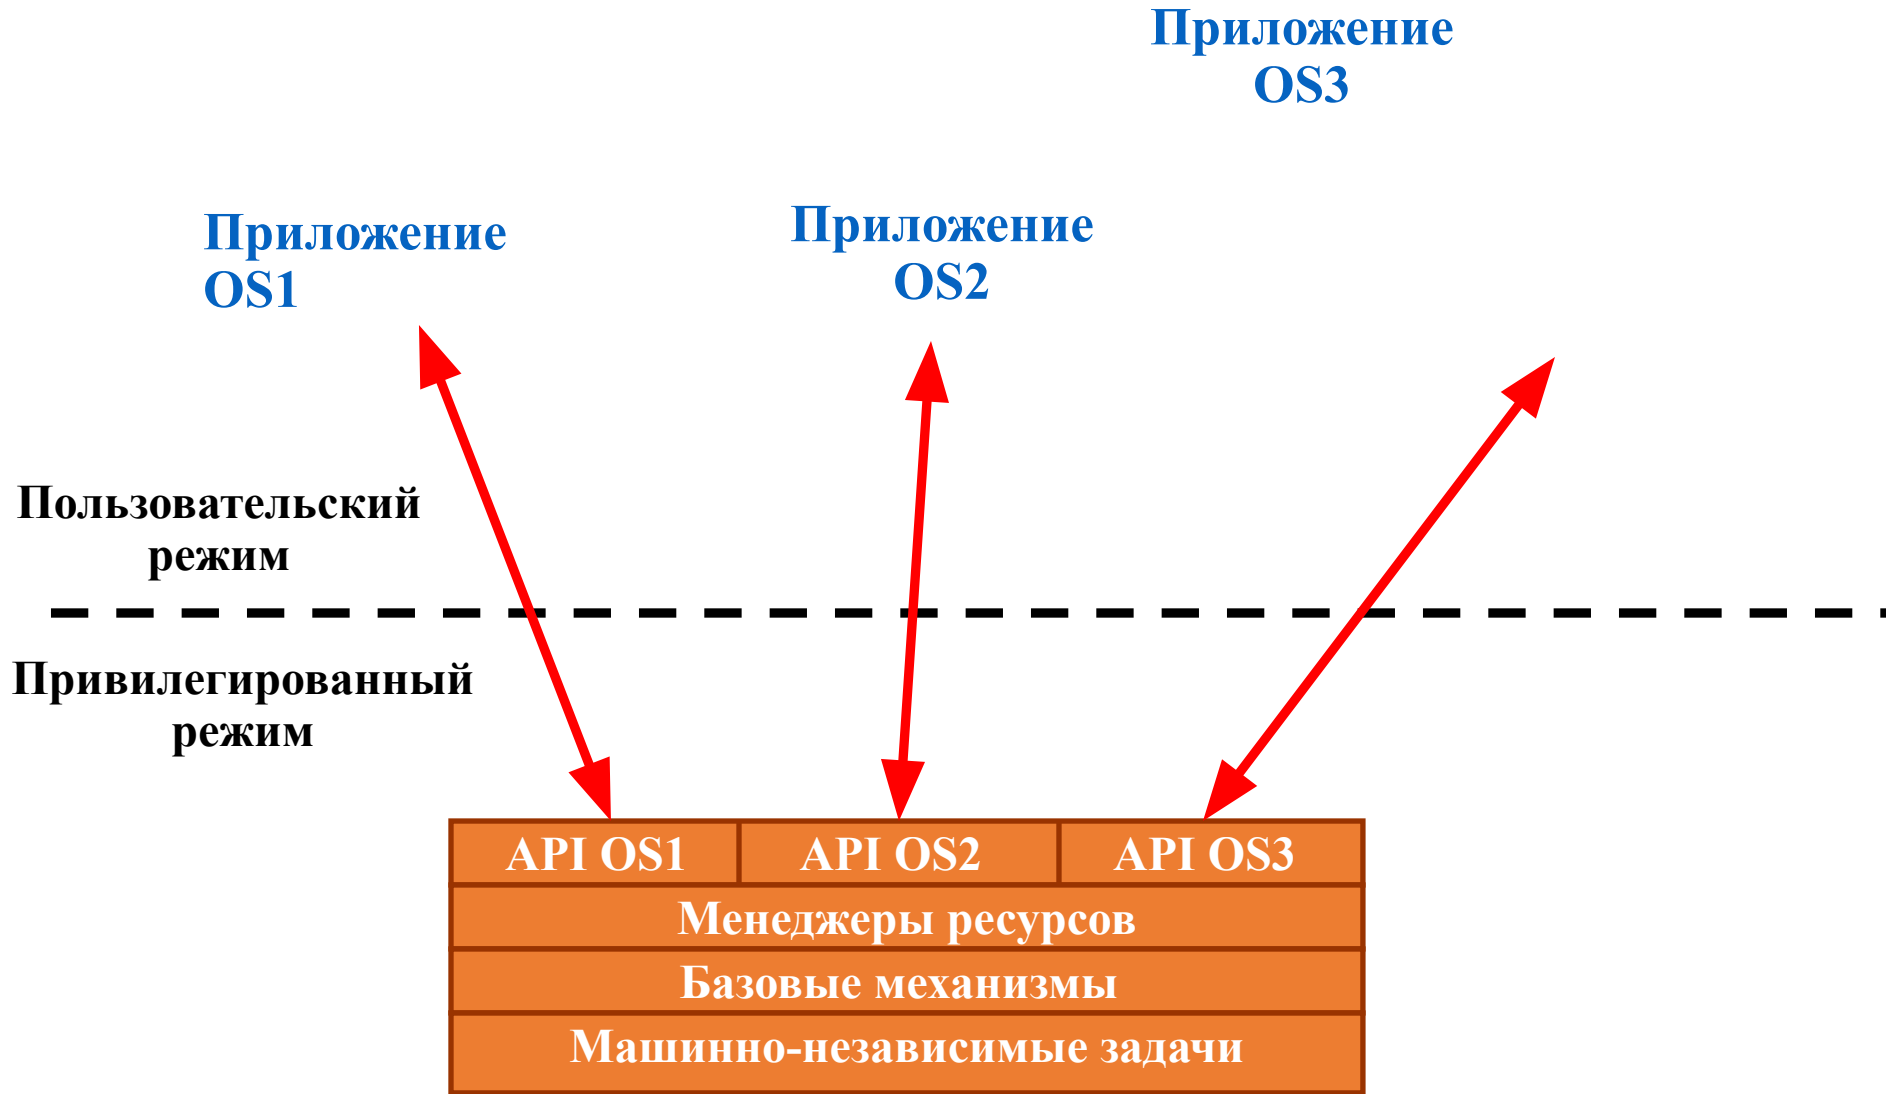 Приложение
OS3
Приложение
OS1
Приложение
OS2
Пользовательский
режим
Привилегированный
режим
API OS1
API OS2
API OS3
Менеджеры ресурсов
Базовые механизмы
Машинно-независимые задачи